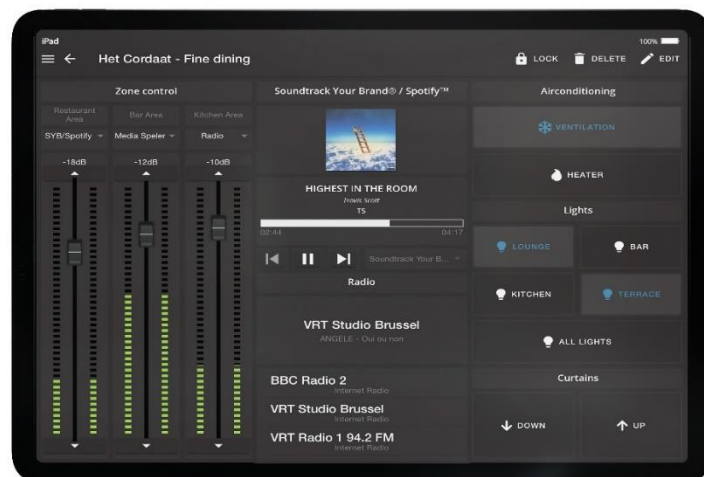 iPad
100%
Het Cordaat - Fine dining
LOCK
DELETE
EDIT
Zone control
Restaurant
Area
Bar Area
Kitchen Area
SYB/Spotify
Media Speler
Radio
-18dB
-12dB
-10dB
Soundtrack Your Brand® / Spotify™
HIGHEST IN THE ROOM
Travis Scott
TS
02:44
04:17
Soundtrack Your B...
Radio
VRT Studio Brussel
ANGELE - Oui ou non
BBC Radio 2
Internet Radio
VRT Studio Brussel
Internet Radio
VRT Radio 1 94.2 FM
Internet Radio
Airconditioning
VENTILATION
HEATER
Lights
LOUNGE
BAR
KITCHEN
TERRACE
ALL LIGHTS
Curtains
DOWN
UP